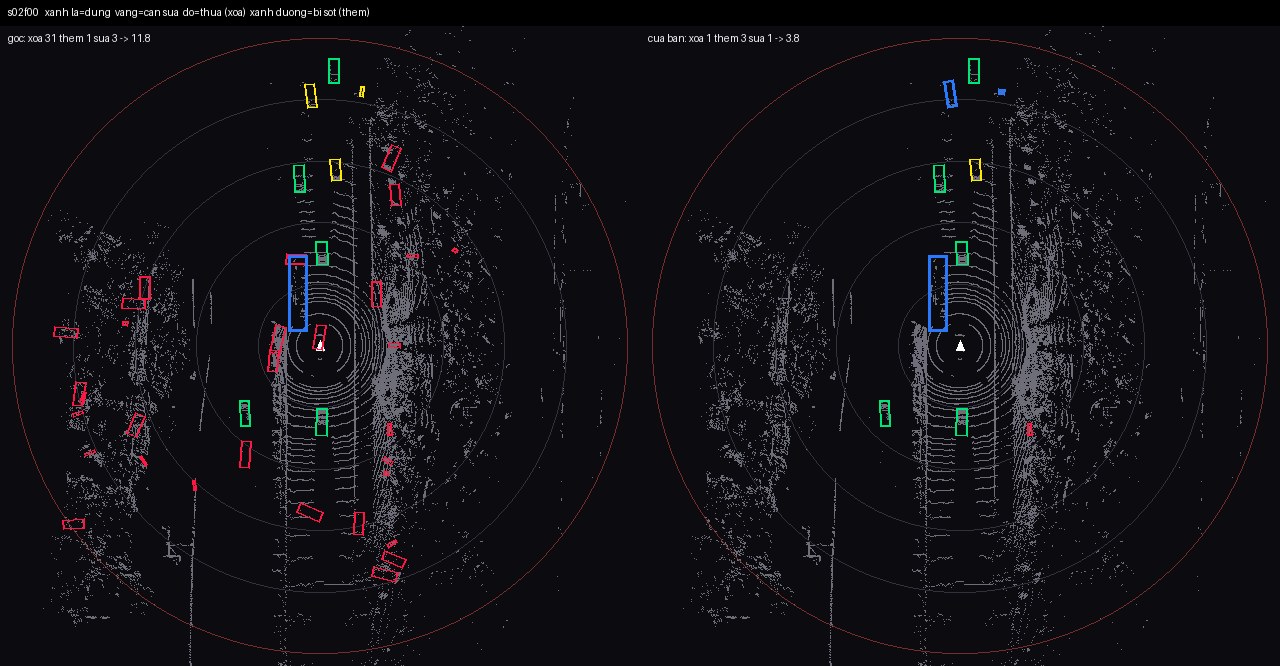 s02f00 xanh la=dung vang=can sua do=thua (xoa) xanh duong=bi sot (them)
goc: xoa 31 them 1 sua 3 -> 11.8
cua ban: xoa 1 them 3 sua 1 -> 3.8